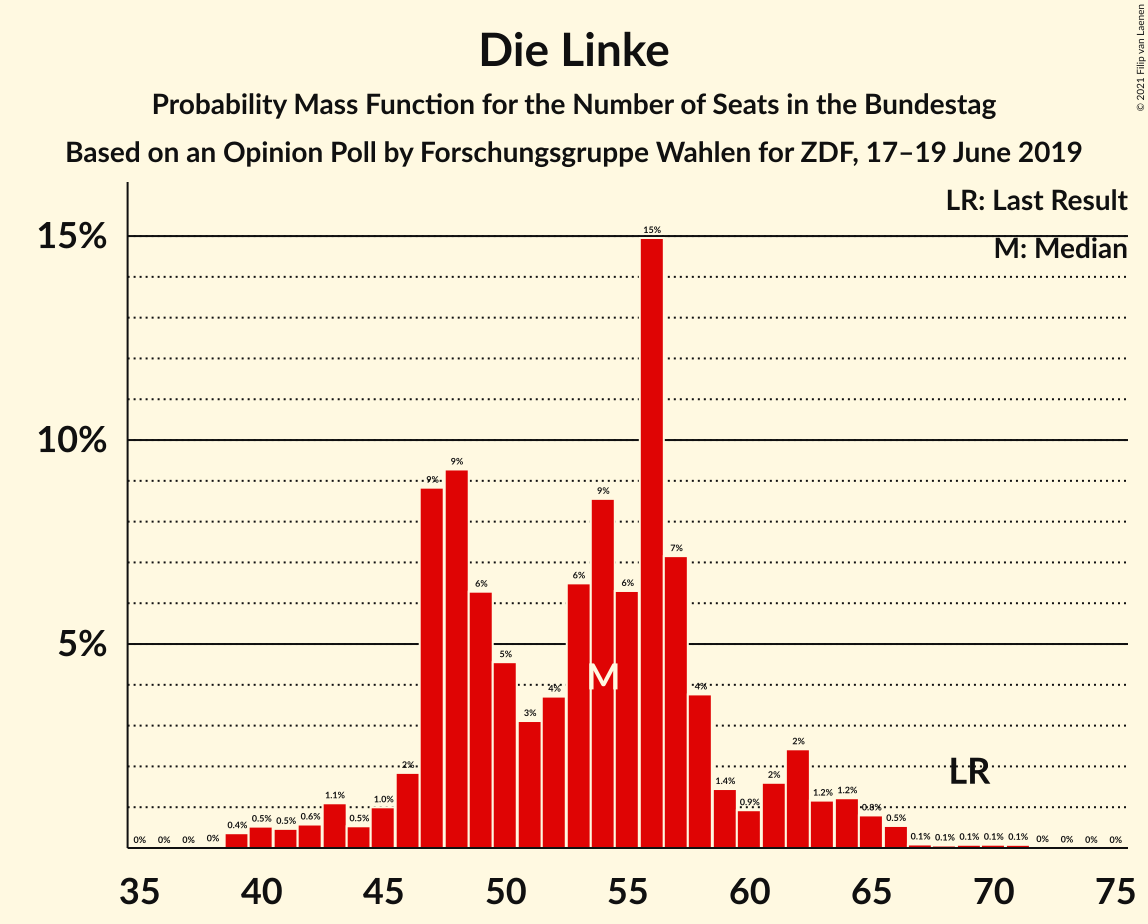 © 2021 Filip van Laenen
Die Linke
Probability Mass Function for the Number of Seats in the Bundestag
Based on an Opinion Poll by Forschungsgruppe Wahlen for ZDF, 17–19 June 2019
LR: Last Result
M: Median
15%
10%
5%
0% 0% 0% 0% 0.4% 0.5% 0.5% 0.6% 1.1% 0.5% 1.0% 2% 9% 9% 6% 5% 3% 4% 6% 9% 6% 15% 7% 4% 1.4% 0.9% 2% 2% 1.2% 1.2% 0.8% 0.5% 0.1% 0.1% 0.1% 0.1% 0.1% 0% 0% 0% 0%
M
LR
35 40 45 50 55 60 65 70 75